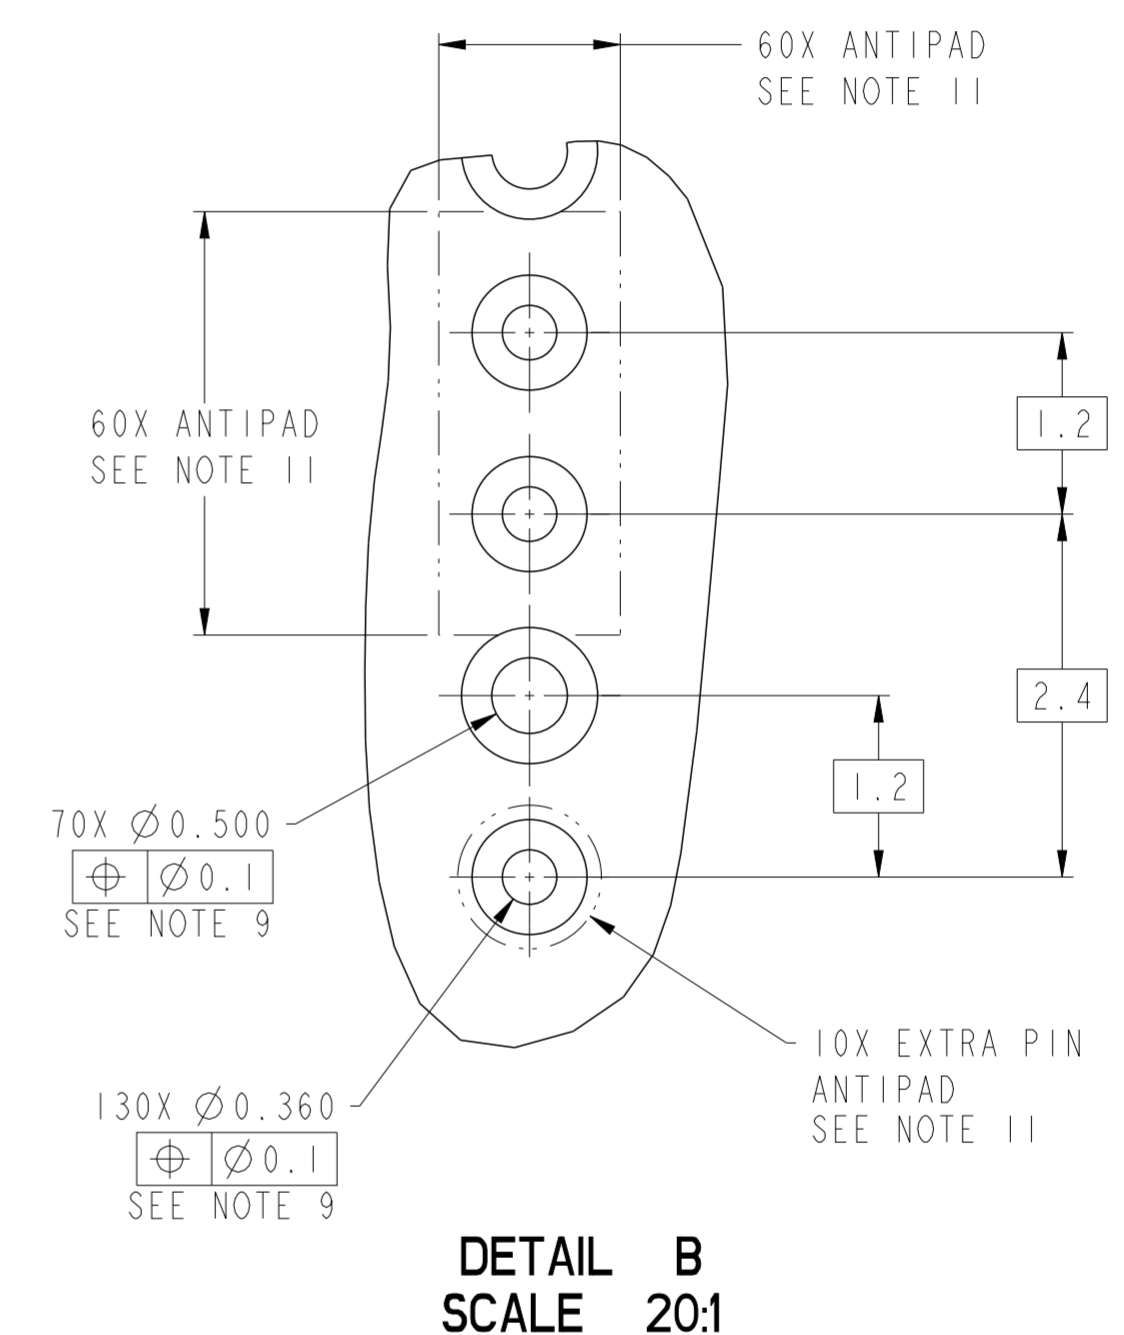 60X ANTIPAD
SEE NOTE 11
60X ANTIPAD
SEE NOTE 11
1.2
2.4
1.2
70X Ø0.500
⌖ Ø0.1
SEE NOTE 9
10X EXTRA PIN
ANTIPAD
SEE NOTE 11
130X Ø0.360
⌖ Ø0.1
SEE NOTE 9
DETAIL B
SCALE 20:1